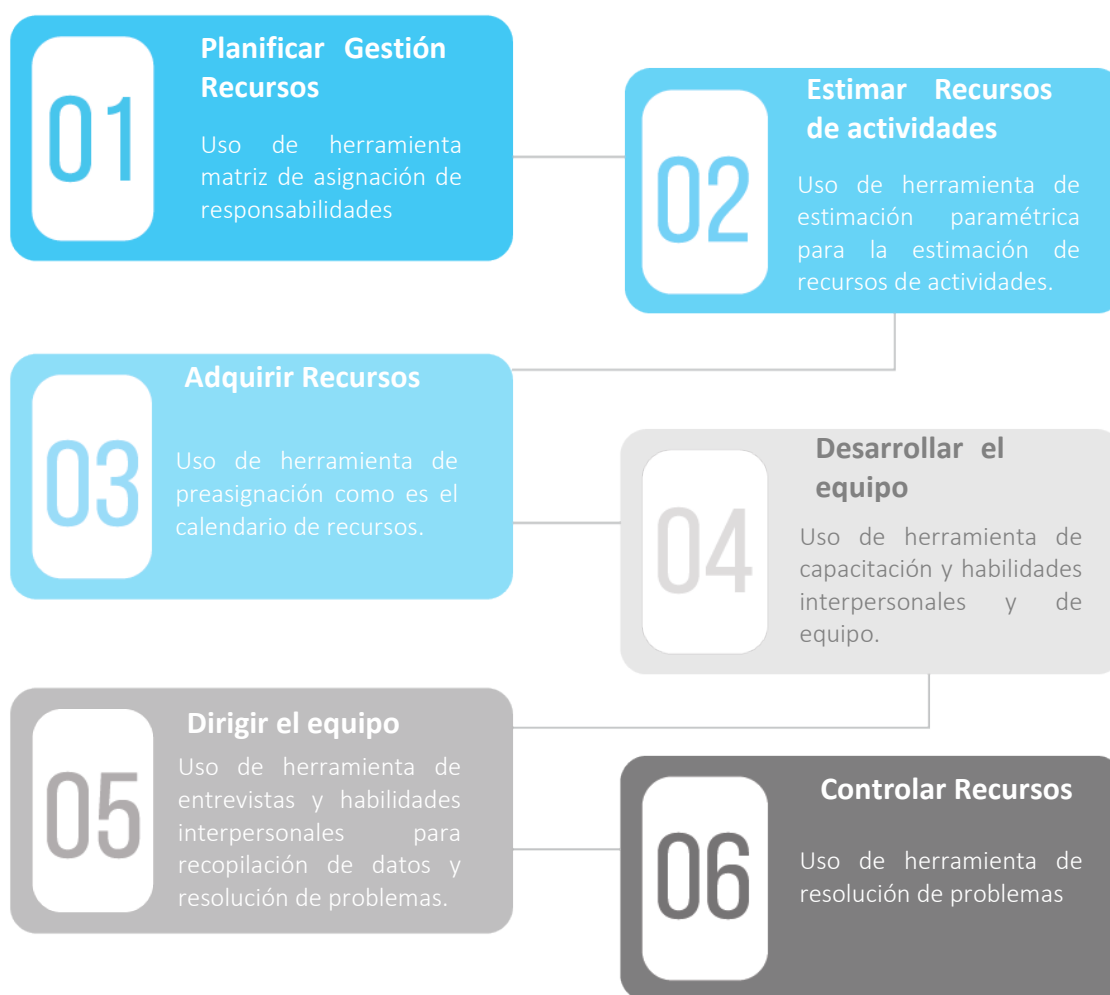 01
Planificar Gestión
Recursos
Uso de herramienta
matriz de asignación de
responsabilidades
02
Estimar Recursos
de actividades
Uso de herramienta de
estimación paramétrica
para la estimación de
recursos de actividades.
03
Adquirir Recursos
Uso de herramienta de
preasignación como es el
calendario de recursos.
04
Desarrollar el
equipo
Uso de herramienta de
capacitación y habilidades
interpersonales y de
equipo.
05
Dirigir el equipo
Uso de herramienta de
entrevistas y habilidades
interpersonales para
recopilación de datos y
resolución de problemas.
06
Controlar Recursos
Uso de herramienta de
resolución de problemas